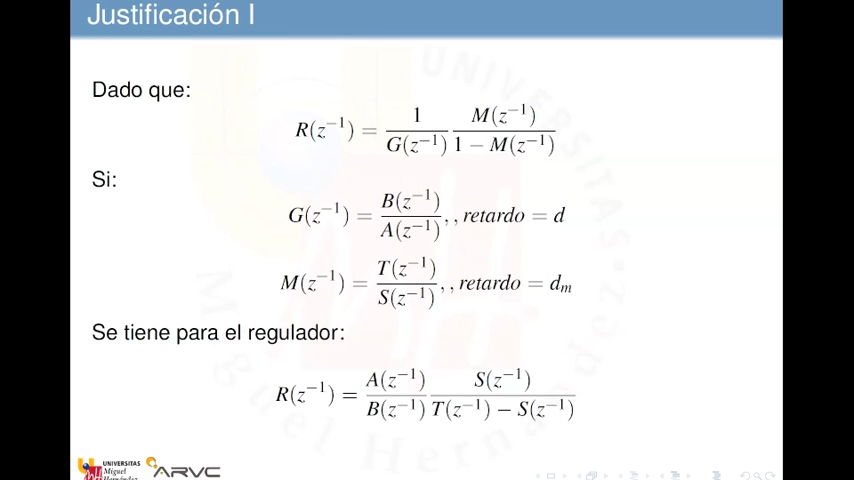 Justificación I
Dado que:
R(z⁻¹) = 1/G(z⁻¹) M(z⁻¹)/(1 − M(z⁻¹))
Si:
G(z⁻¹) = B(z⁻¹)/A(z⁻¹), , retardo = d
M(z⁻¹) = T(z⁻¹)/S(z⁻¹), , retardo = dₘ
Se tiene para el regulador:
R(z⁻¹) = A(z⁻¹)/B(z⁻¹) S(z⁻¹)/(T(z⁻¹) − S(z⁻¹))
UNIVERSITAS
Miguel
Hernández
ARVC